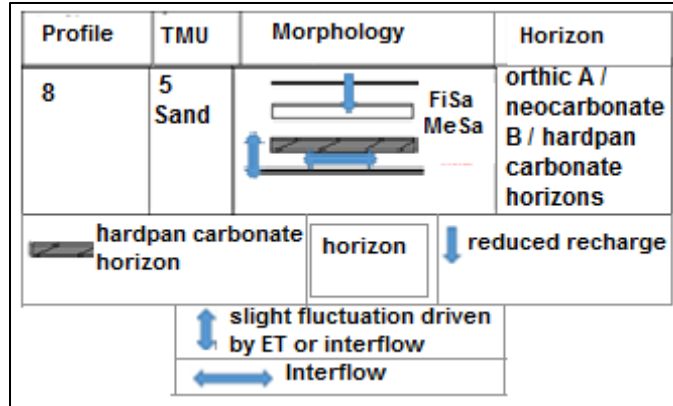 Profile
TMU
Morphology
Horizon
8
5
Sand
FiSa
MeSa
orthic A /
neocarbonate
B / hardpan
carbonate
horizons
hardpan carbonate
horizon
horizon
reduced recharge
slight fluctuation driven
by ET or interflow
Interflow